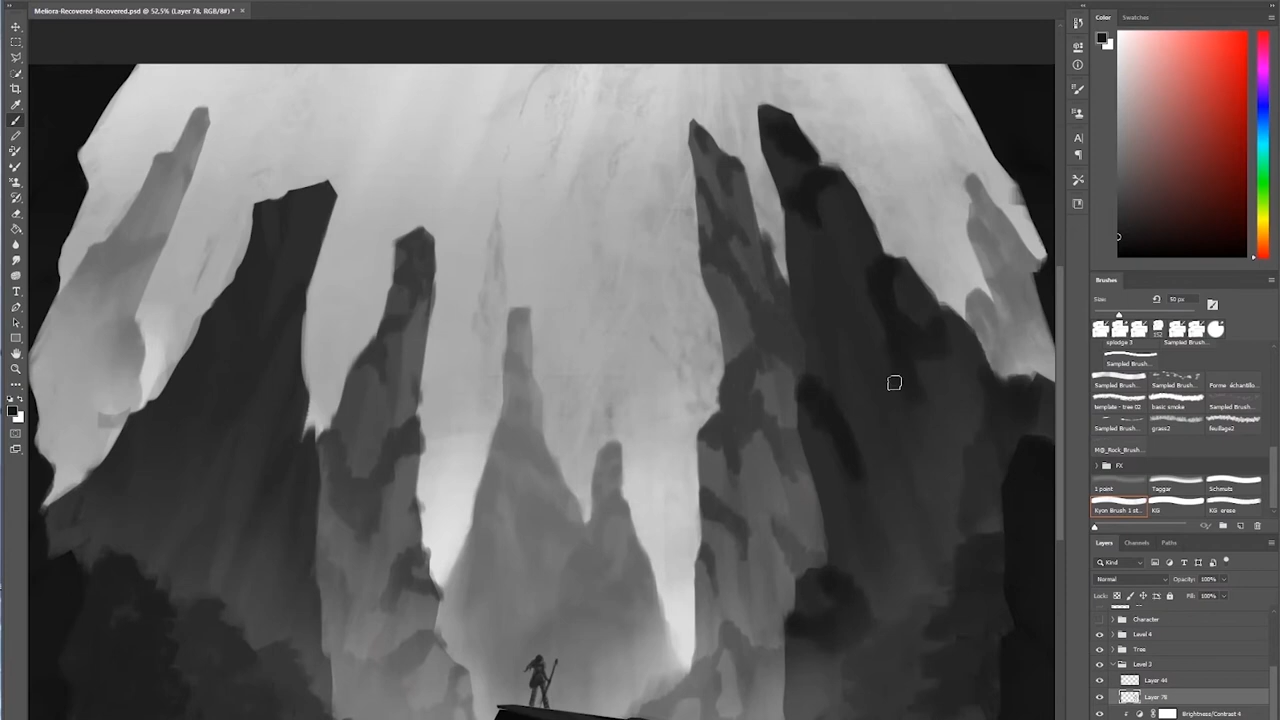 Meliora-Recovered-Recovered.psd @ 52,5% (Layer 78, RGB/8#) *
Color
Swatches
Brushes
Size:
50 px
splodge 3
Sampled Brush...
Sampled Brush...
Sampled Brush...
Sampled Brush...
Forme échantillo...
template - tree 02
basic smoke
Sampled Brush...
Sampled Brush...
grass2
feuillage2
M@_Rock_Brush...
FX
1 point
Taggar
Schmuts
Kyon Brush 1 st...
KG
KG erese
Layers
Channels
Paths
Kind
Normal
Opacity: 100%
Lock:
Fill: 100%
Character
Level 4
Tree
Level 3
Layer 44
Layer 78
Brightness/Contrast 4